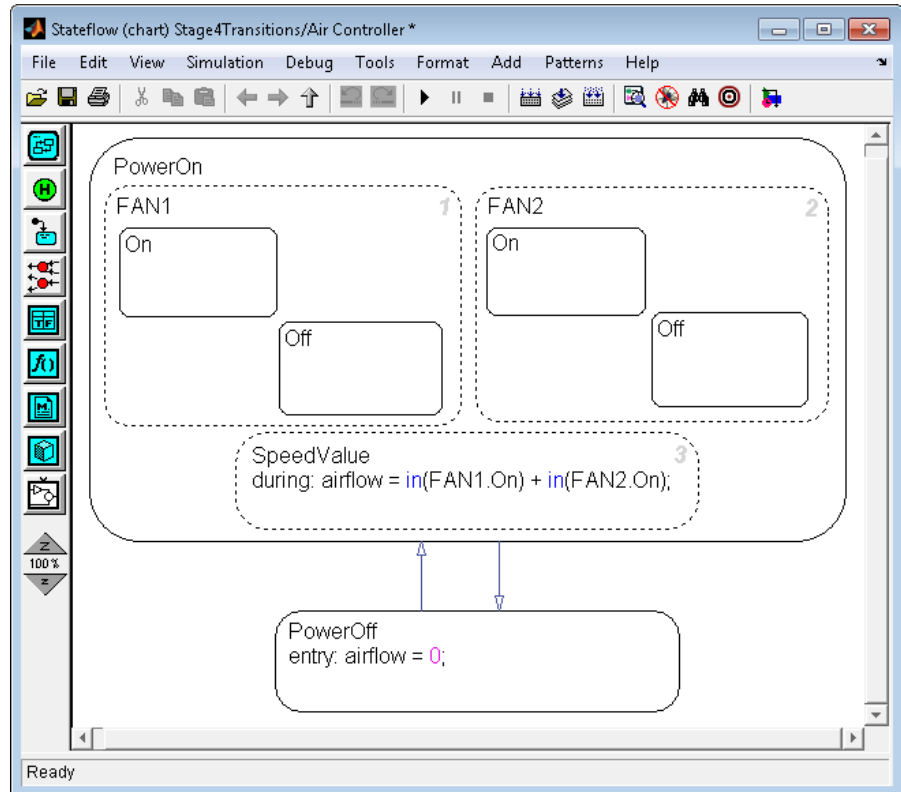 Stateflow (chart) Stage4Transitions/Air Controller *
File Edit View Simulation Debug Tools Format Add Patterns Help
PowerOn
FAN1 1 FAN2 2
On On
Off Off
SpeedValue 3
during: airflow = in(FAN1.On) + in(FAN2.On);
Z
100 %
z
PowerOff
entry: airflow = 0;
Ready